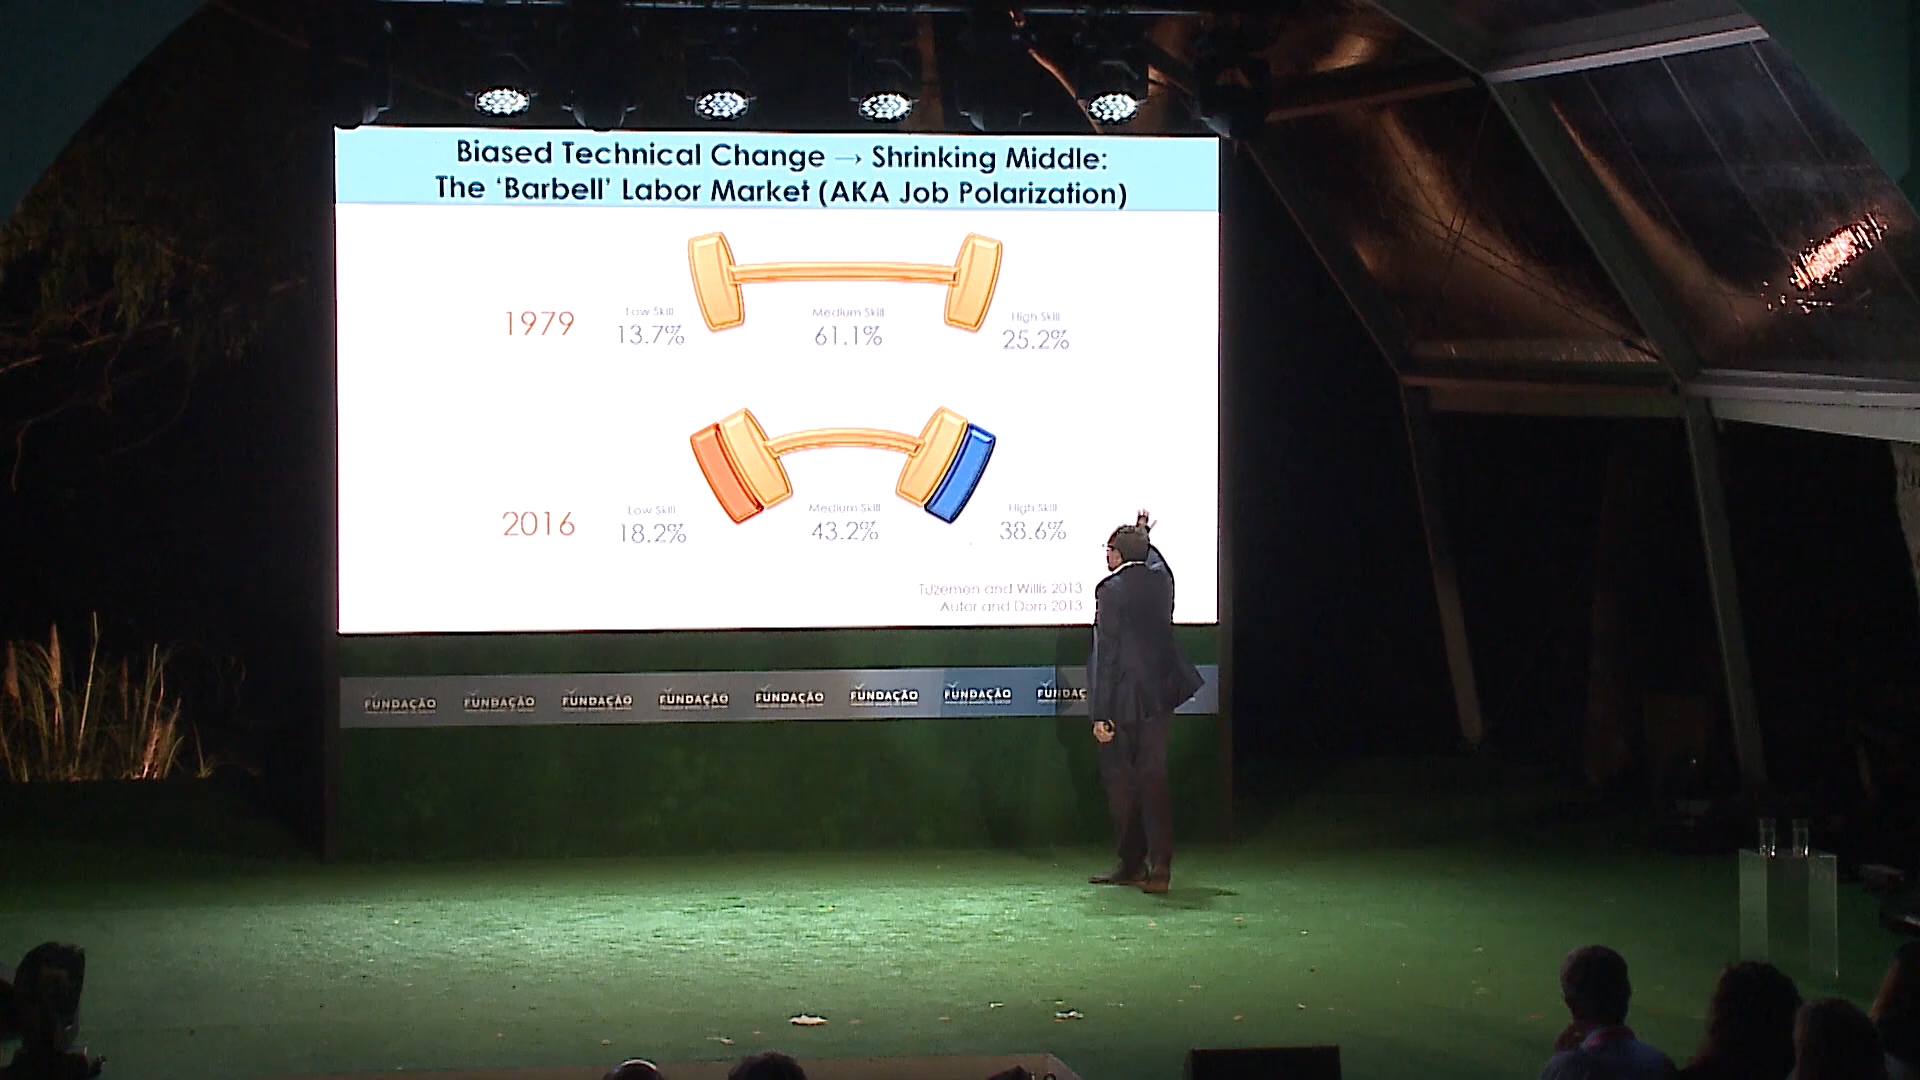 Biased Technical Change → Shrinking Middle:
The ‘Barbell’ Labor Market (AKA Job Polarization)
1979
Low Skill
13.7%
Medium Skill
61.1%
High Skill
25.2%
2016
Low Skill
18.2%
Medium Skill
43.2%
High Skill
38.6%
Tüzemen and Willis 2013
Autor and Dorn 2013
FUNDAÇÃO FUNDAÇÃO FUNDAÇÃO FUNDAÇÃO FUNDAÇÃO FUNDAÇÃO FUNDAÇÃO FUNDAÇ